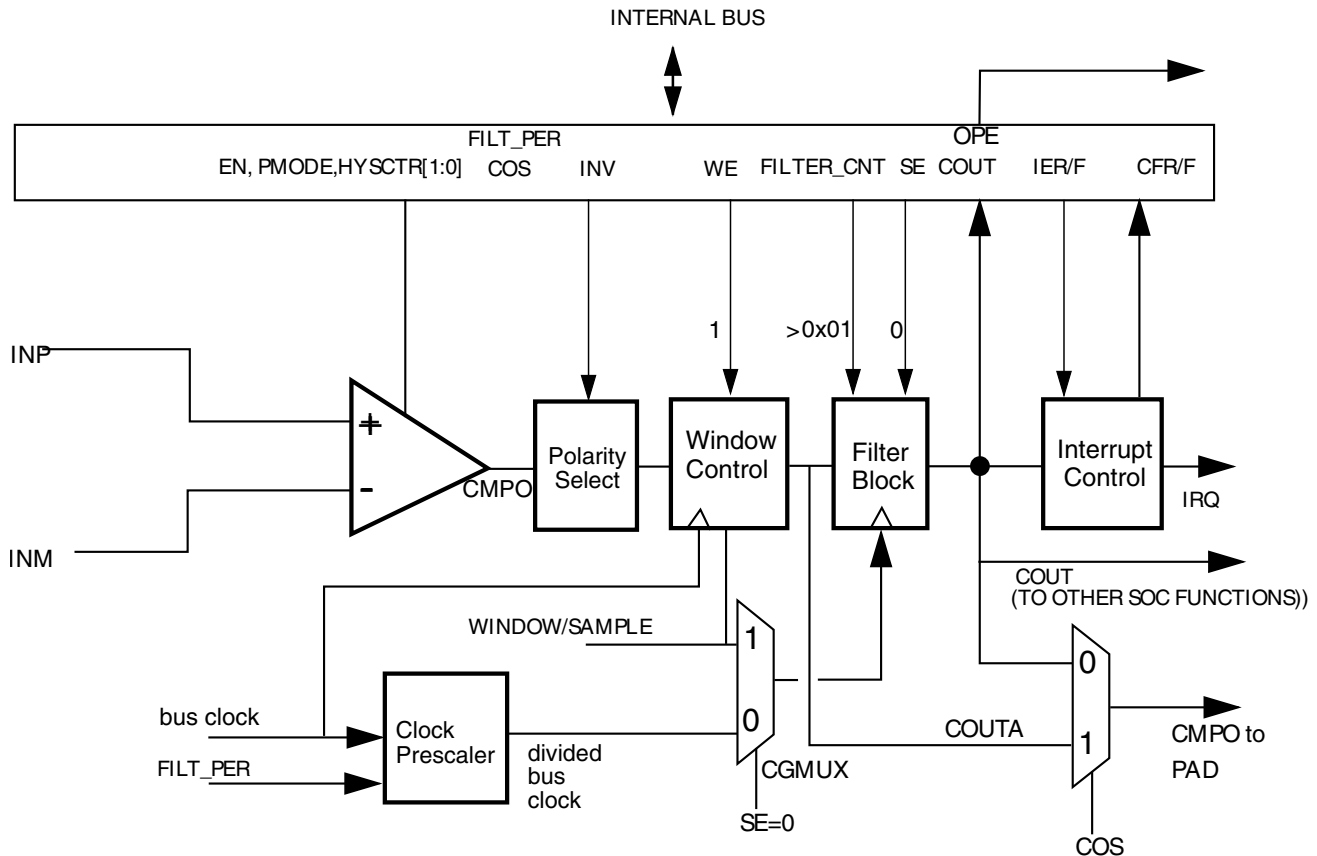 INTERNAL BUS
FILT_PER
OPE
EN, PMODE,HYSCTR[1:0]
COS
INV
WE
FILTER_CNT
SE
COUT
IER/F
CFR/F
1
>0x01
0
INP
+
-
INM
CMPO
Polarity
Select
Window
Control
Filter
Block
Interrupt
Control
IRQ
COUT
(TO OTHER SOC FUNCTIONS))
WINDOW/SAMPLE
1
0
0
1
bus clock
FILT_PER
Clock
Prescaler
divided
bus
clock
CGMUX
SE=0
COUTA
CMPO to
PAD
COS